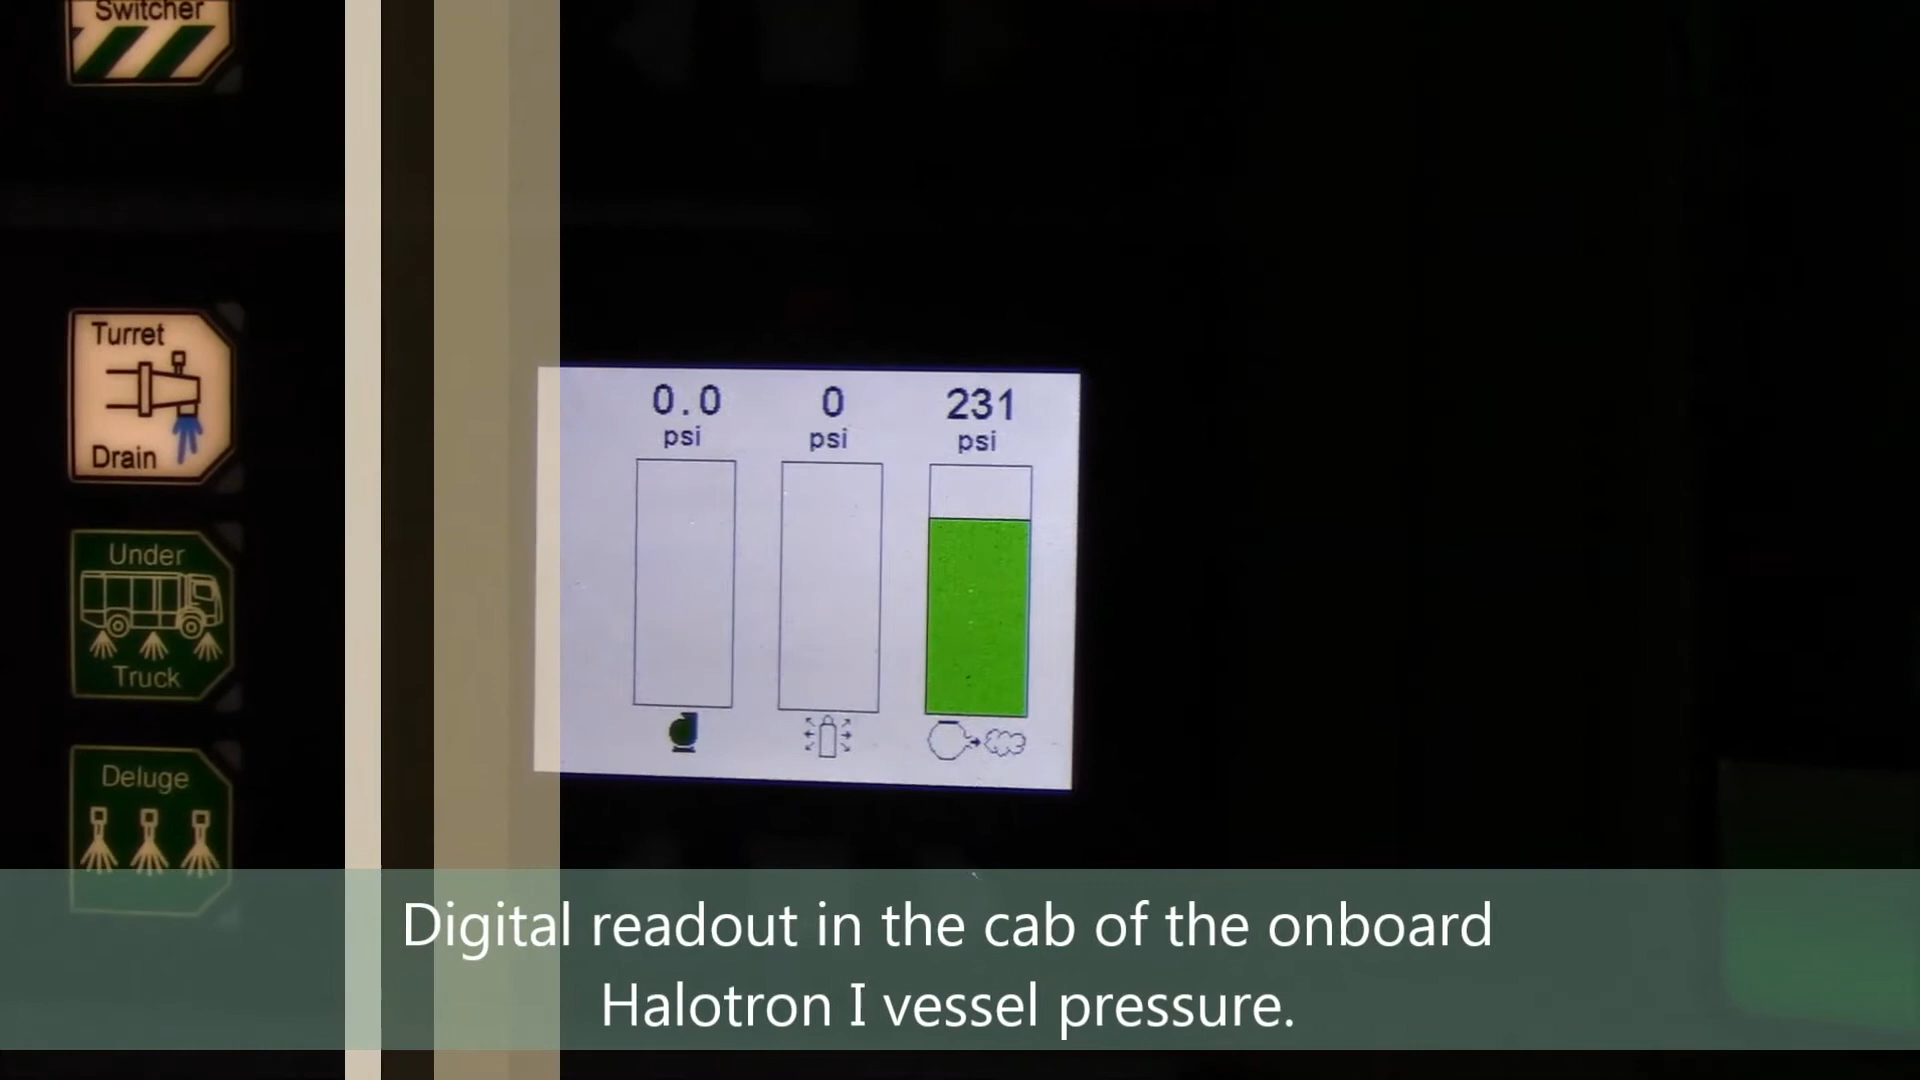 Switcher
Turret
Drain
Under
Truck
Deluge
0.0 0 231
psi psi psi
Digital readout in the cab of the onboard
Halotron I vessel pressure.